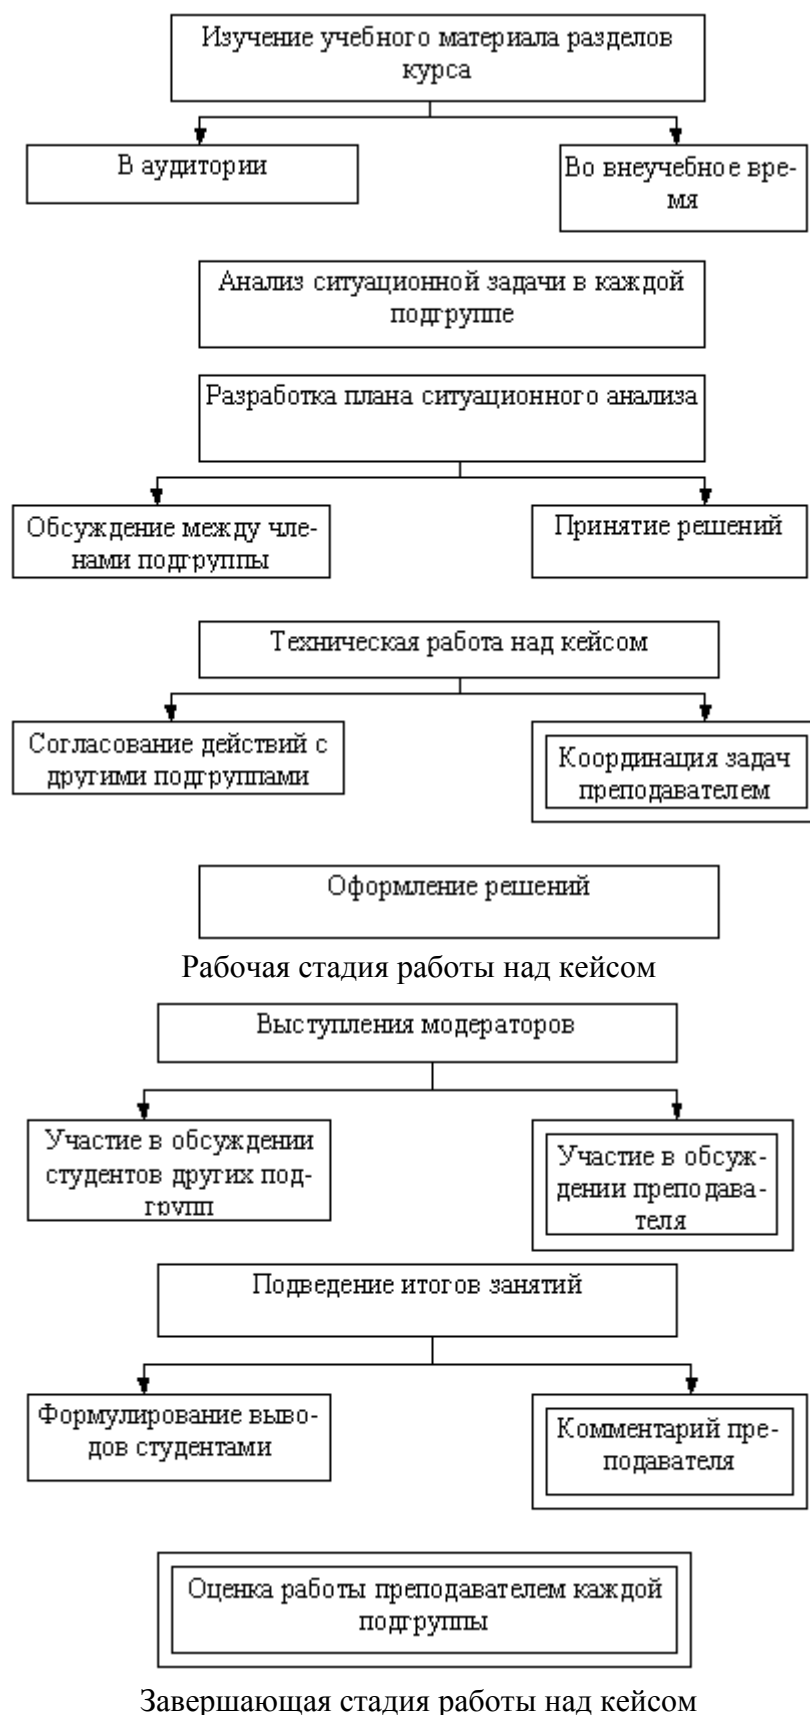 Изучение учебного материала разделов
курса
В аудитории
Во внеучебное вре-
мя
Анализ ситуационной задачи в каждой
подгруппе
Разработка плана ситуационного анализа
Обсуждение между чле-
нами подгруппы
Принятие решений
Техническая работа над кейсом
Согласование действий с
другими подгруппами
Координация задач
преподавателем
Оформление решений
Рабочая стадия работы над кейсом
Выступления модераторов
Участие в обсуждении
студентов других под-
групп
Участие в обсуж-
дении преподава-
теля
Подведение итогов занятий
Формулирование выво-
дов студентами
Комментарий пре-
подавателя
Оценка работы преподавателем каждой
подгруппы
Завершающая стадия работы над кейсом